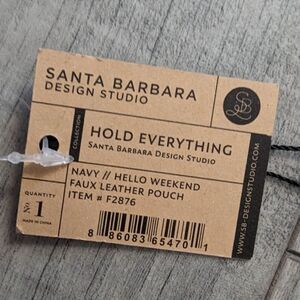 SANTA BARBARA
DESIGN STUDIO
COLLECTION
HOLD EVERYTHING
SANTA BARBARA DESIGN STUDIO
NAVY // HELLO WEEKEND
FAUX LEATHER POUCH
ITEM # F2876
QUANTITY
1
MADE IN CHINA
8 86083 65470 1
WWW.SB-DESIGNSTUDIO.COM